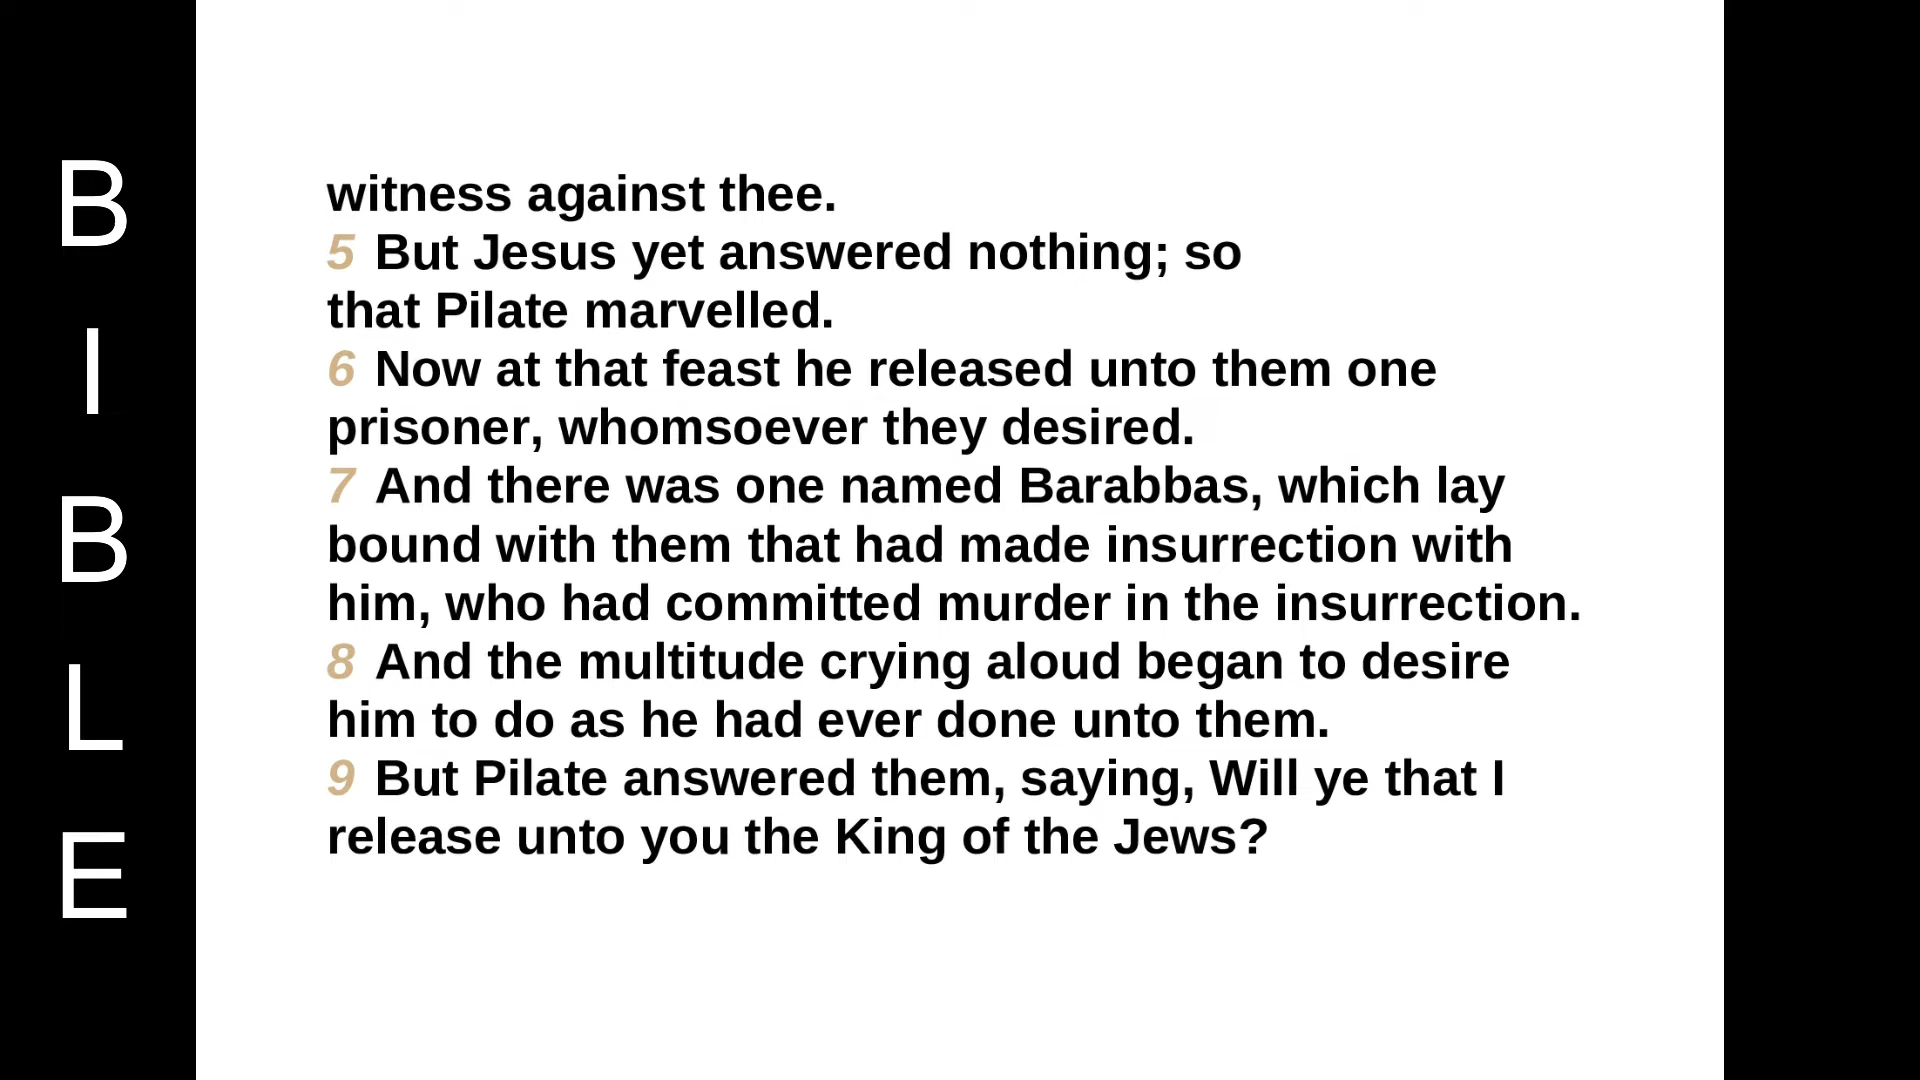 BIBLE
witness against thee.
5 But Jesus yet answered nothing; so
that Pilate marvelled.
6 Now at that feast he released unto them one
prisoner, whomsoever they desired.
7 And there was one named Barabbas, which lay
bound with them that had made insurrection with
him, who had committed murder in the insurrection.
8 And the multitude crying aloud began to desire
him to do as he had ever done unto them.
9 But Pilate answered them, saying, Will ye that I
release unto you the King of the Jews?